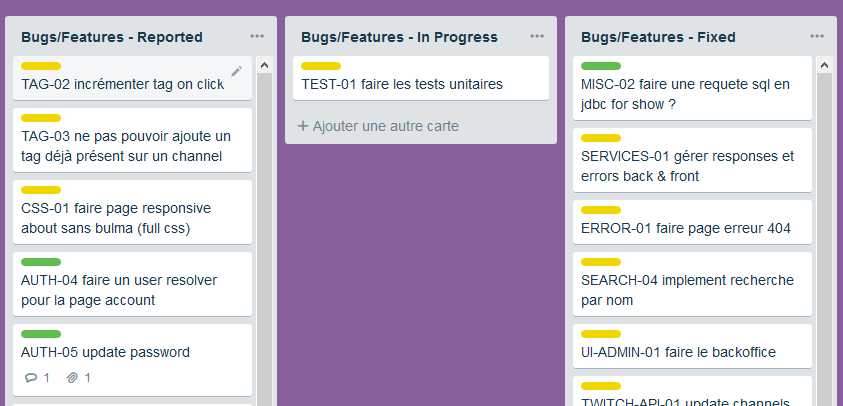 Bugs/Features - Reported
TAG-02 incrémenter tag on click
TAG-03 ne pas pouvoir ajoute un
tag déjà présent sur un channel
CSS-01 faire page responsive
about sans bulma (full css)
AUTH-04 faire un user resolver
pour la page account
AUTH-05 update password
1 1
Bugs/Features - In Progress
TEST-01 faire les tests unitaires
+ Ajouter une autre carte
Bugs/Features - Fixed
MISC-02 faire une requete sql en
jdbc for show ?
SERVICES-01 gérer responses et
errors back & front
ERROR-01 faire page erreur 404
SEARCH-04 implement recherche
par nom
UI-ADMIN-01 faire le backoffice
TWITCH-API-01 update channels